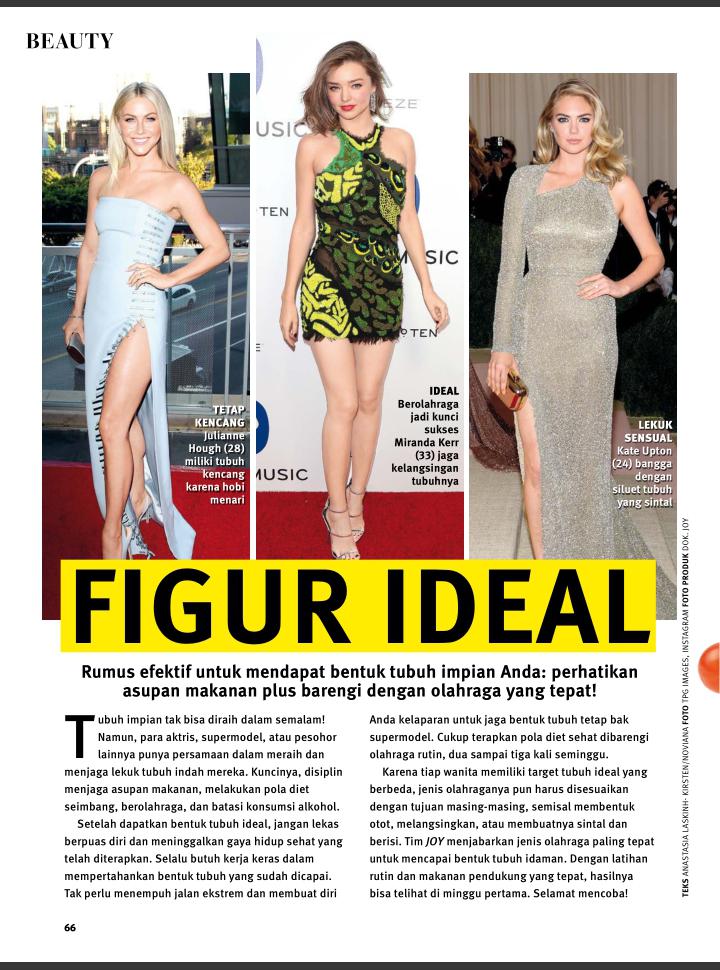 BEAUTY
EEZE
USIC
TEN
USIC
TEN
MUSIC
TETAP
KENCANG
Julianne
Hough (28)
miliki tubuh
kencang
karena hobi
menari
IDEAL
Berolahraga
jadi kunci
sukses
Miranda Kerr
(33) jaga
kelangsingan
tubuhnya
LEKUK
SENSUAL
Kate Upton
(24) bangga
dengan
siluet tubuh
yang sintal
FIGUR IDEAL
Rumus efektif untuk mendapat bentuk tubuh impian Anda: perhatikan
asupan makanan plus barengi dengan olahraga yang tepat!
Tubuh impian tak bisa diraih dalam semalam!
Namun, para aktris, supermodel, atau pesohor
lainnya punya persamaan dalam meraih dan
menjaga lekuk tubuh indah mereka. Kuncinya, disiplin
menjaga asupan makanan, melakukan pola diet
seimbang, berolahraga, dan batasi konsumsi alkohol.
Setelah dapatkan bentuk tubuh ideal, jangan lekas
berpuas diri dan meninggalkan gaya hidup sehat yang
telah diterapkan. Selalu butuh kerja keras dalam
mempertahankan bentuk tubuh yang sudah dicapai.
Tak perlu menempuh jalan ekstrem dan membuat diri
Anda kelaparan untuk jaga bentuk tubuh tetap bak
supermodel. Cukup terapkan pola diet sehat dibarengi
olahraga rutin, dua sampai tiga kali seminggu.
Karena tiap wanita memiliki target tubuh ideal yang
berbeda, jenis olahraganya pun harus disesuaikan
dengan tujuan masing-masing, semisal membentuk
otot, melangsingkan, atau membuatnya sintal dan
berisi. Tim JOY menjabarkan jenis olahraga paling tepat
untuk mencapai bentuk tubuh idaman. Dengan latihan
rutin dan makanan pendukung yang tepat, hasilnya
bisa telihat di minggu pertama. Selamat mencoba!
TEKS ANASTASIA LASKINH- KIRSTEN/NOVIANA FOTO TPG IMAGES, INSTAGRAM FOTO PRODUK DOK. JOY
66